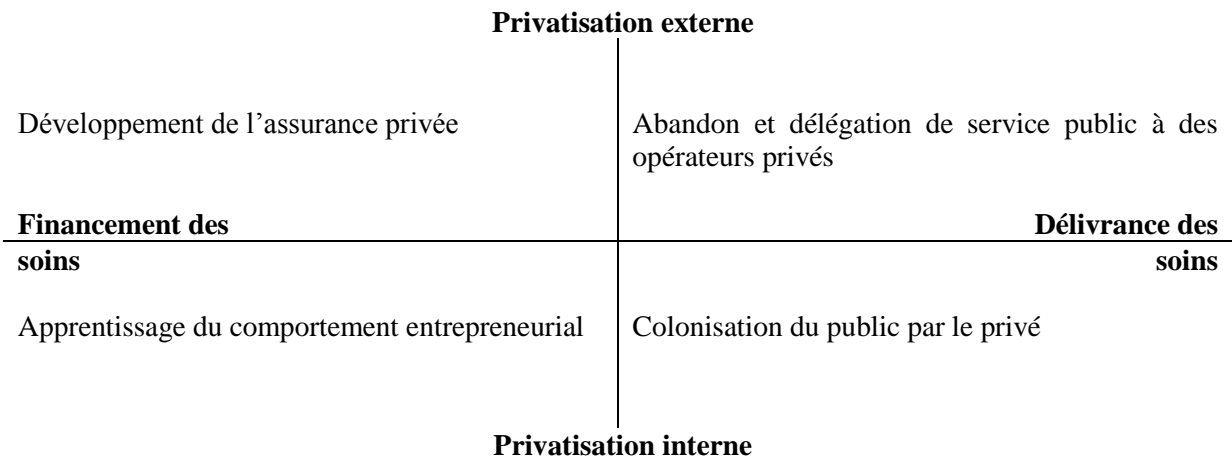 Privatisation externe
Développement de l’assurance privée
Abandon et délégation de service public à des
opérateurs privés
Financement des
soins
Délivrance des
soins
Apprentissage du comportement entrepreneurial
Colonisation du public par le privé
Privatisation interne